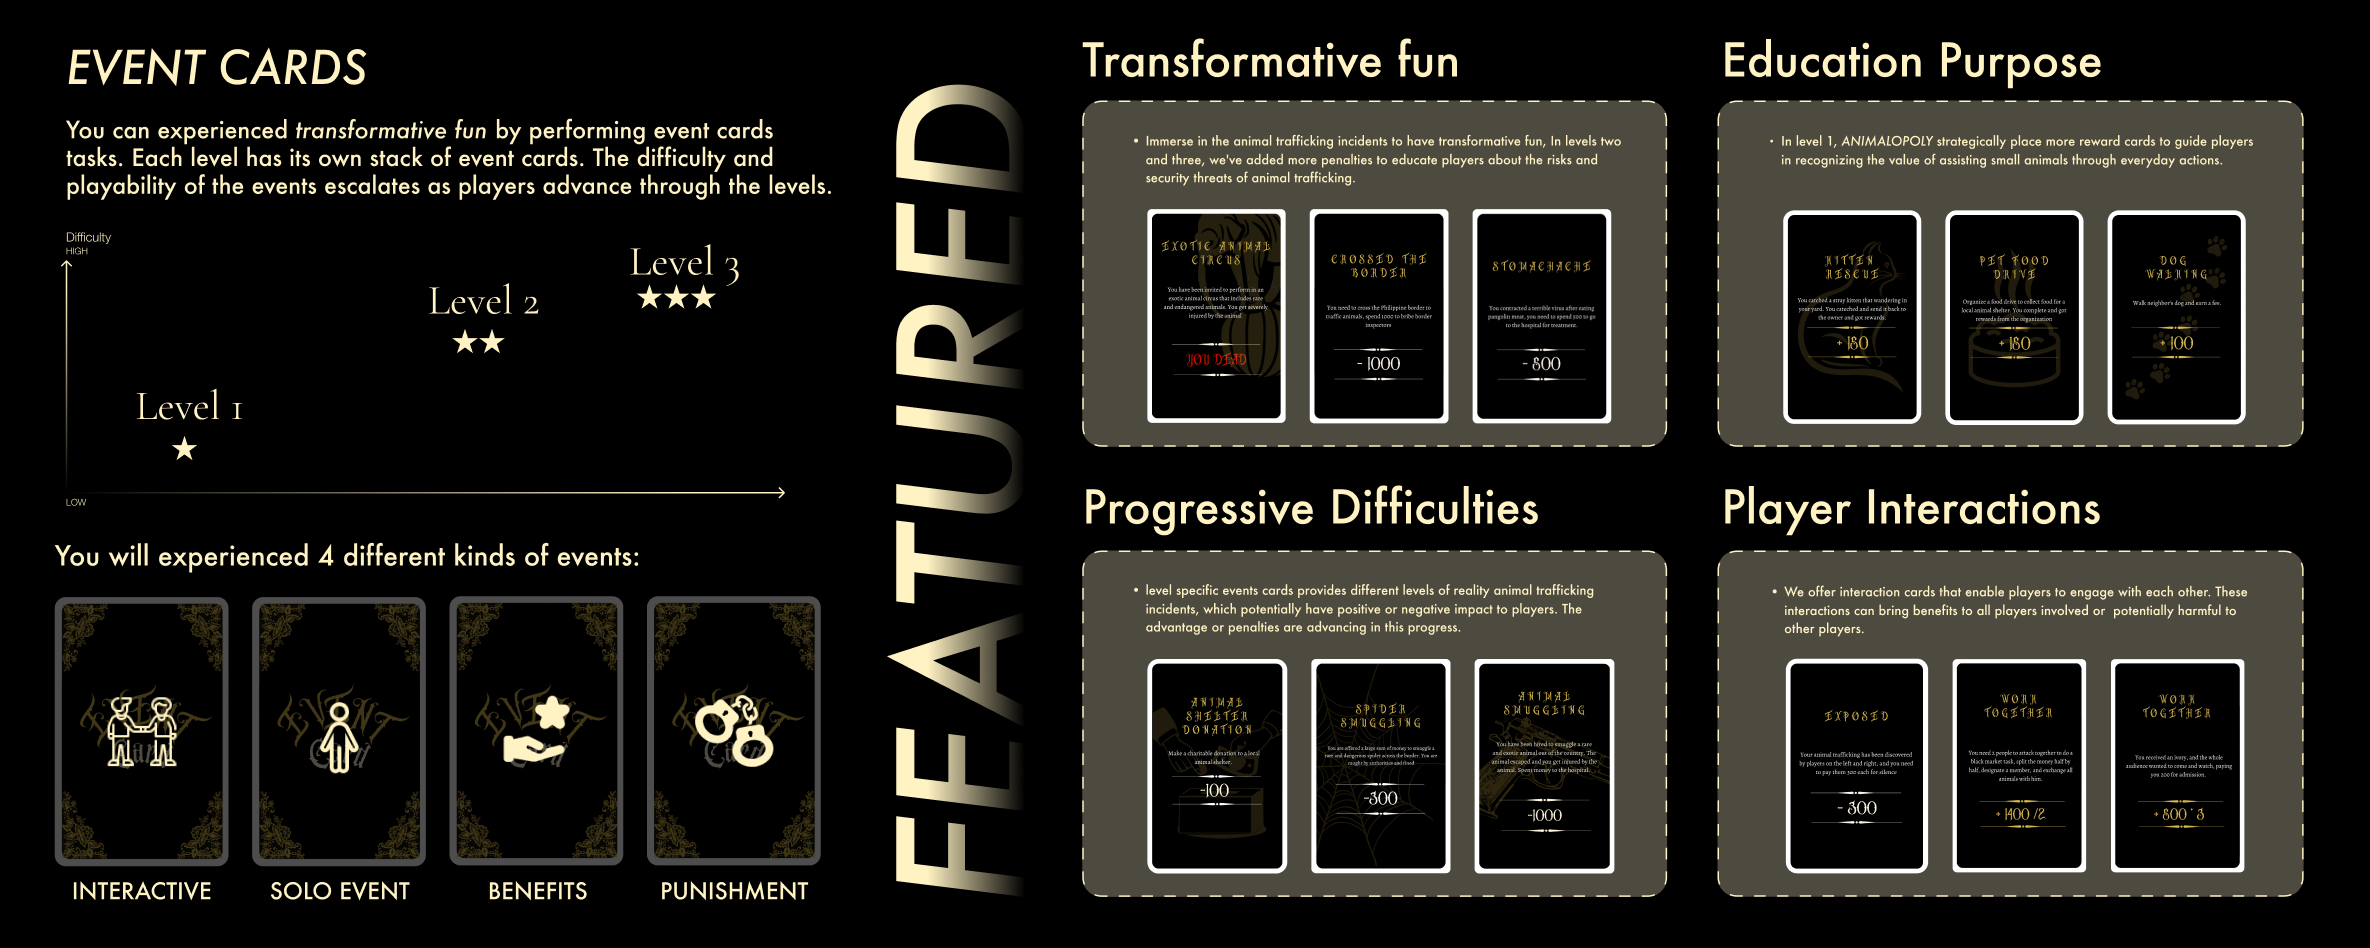 EVENT CARDS
You can experienced transformative fun by performing event cards
tasks. Each level has its own stack of event cards. The difficulty and
playability of the events escalates as players advance through the levels.
Difficulty
HIGH
Level 3
Level 2
Level 1
LOW
You will experienced 4 different kinds of events:
EVENT
Card
EVENT
Card
EVENT
Card
EVENT
Card
INTERACTIVE
SOLO EVENT
BENEFITS
PUNISHMENT
FEATURED
Transformative fun
• Immerse in the animal trafficking incidents to have transformative fun, In levels two
and three, we've added more penalties to educate players about the risks and
security threats of animal trafficking.
EXOTIC ANIMAL
CIRCUS
You have been invited to perform in an
exotic animal circus that includes rare
and endangered animals. You get severely
injured by the animal
YOU DEAD
CROSSED THE
BORDER
You need to cross the Philippine border to
traffic animals, spend 1000 to bribe border
inspectors
- 1000
STOMACHACHE
You contracted a terrible virus after eating
pangolin meat, you need to spend 500 to go
to the hospital for treatment.
Education Purpose
• In level 1, ANIMALOPOLY strategically place more reward cards to guide players
in recognizing the value of assisting small animals through everyday actions.
KITTEN
RESCUE
You catched a stray kitten that wandering in
your yard. You catched and send it back to
the owner and got rewards.
PET FOOD
DRIVE
Organize a food drive to collect food for a
local animal shelter. You complete and got
rewards from the organization
DOG
WALKING
Walk neighbor's dog and earn a fee.
+ 100
Progressive Difficulties
• level specific events cards provides different levels of reality animal trafficking
incidents, which potentially have positive or negative impact to players. The
advantage or penalties are advancing in this progress.
ANIMAL
SHELTER
DONATION
Make a charitable donation to a local
animal shelter.
-100
SPIDER
SMUGGLING
You are offered a large sum of money to smuggle a
rare and dangerous spider across the border. You are
caught by authorities and fined
-300
ANIMAL
SMUGGLING
You have been hired to smuggle a rare
and exotic animal out of the country. The
animal escaped and you get injured by the
animal. Spent money to the hospital.
-1000
Player Interactions
• We offer interaction cards that enable players to engage with each other. These
interactions can bring benefits to all players involved or potentially harmful to
other players.
EXPOSED
Your animal trafficking has been discovered
by players on the left and right, and you need
to pay them 300 each for silence
- 300
WORK
TOGETHER
You need 2 people to attack together to do a
black market task, split the money half by
half, designate a member, and exchange all
animals with him.
+ 1400 /2
WORK
TOGETHER
You received an ivory, and the whole
audience wanted to come and watch, paying
you 200 for admission.